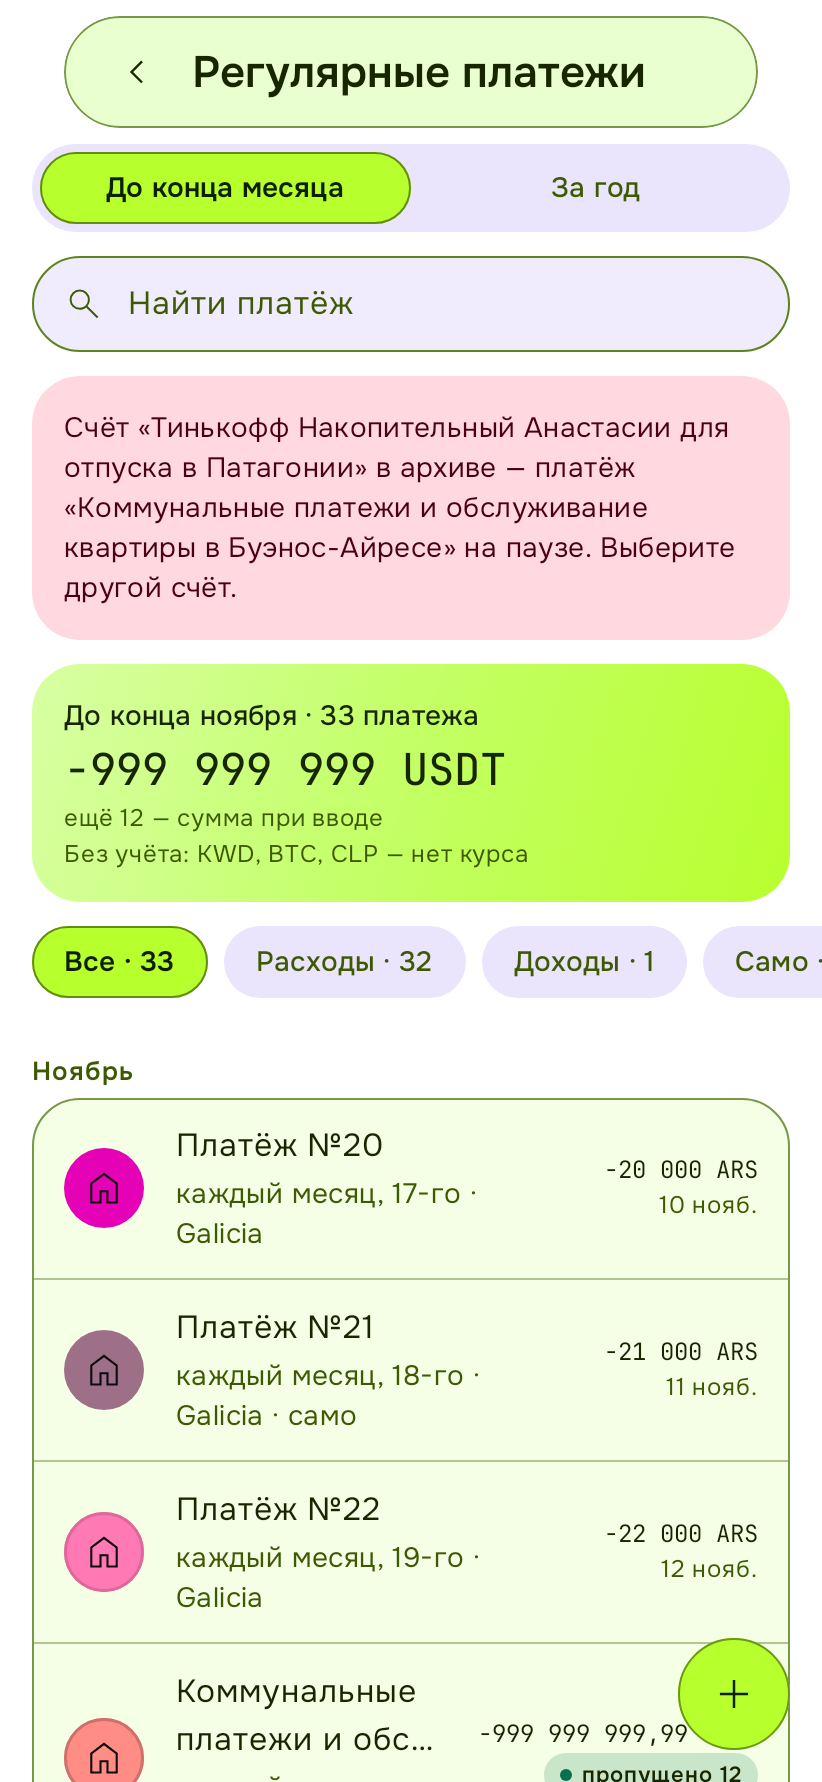 Регулярные платежи
До конца месяца
За год
Найти платёж
Счёт «Тинькофф Накопительный Анастасии для
отпуска в Патагонии» в архиве — платёж
«Коммунальные платежи и обслуживание
квартиры в Буэнос-Айресе» на паузе. Выберите
другой счёт.
До конца ноября · 33 платежа
-999 999 999 USDT
ещё 12 — сумма при вводе
Без учёта: KWD, BTC, CLP — нет курса
Все · 33
Расходы · 32
Доходы · 1
Само ·
Ноябрь
Платёж №20
каждый месяц, 17-го ·
Galicia
-20 000 ARS
10 нояб.
Платёж №21
каждый месяц, 18-го ·
Galicia · само
-21 000 ARS
11 нояб.
Платёж №22
каждый месяц, 19-го ·
Galicia
-22 000 ARS
12 нояб.
Коммунальные
платежи и обс…
-999 999 999,99
пропущено 12